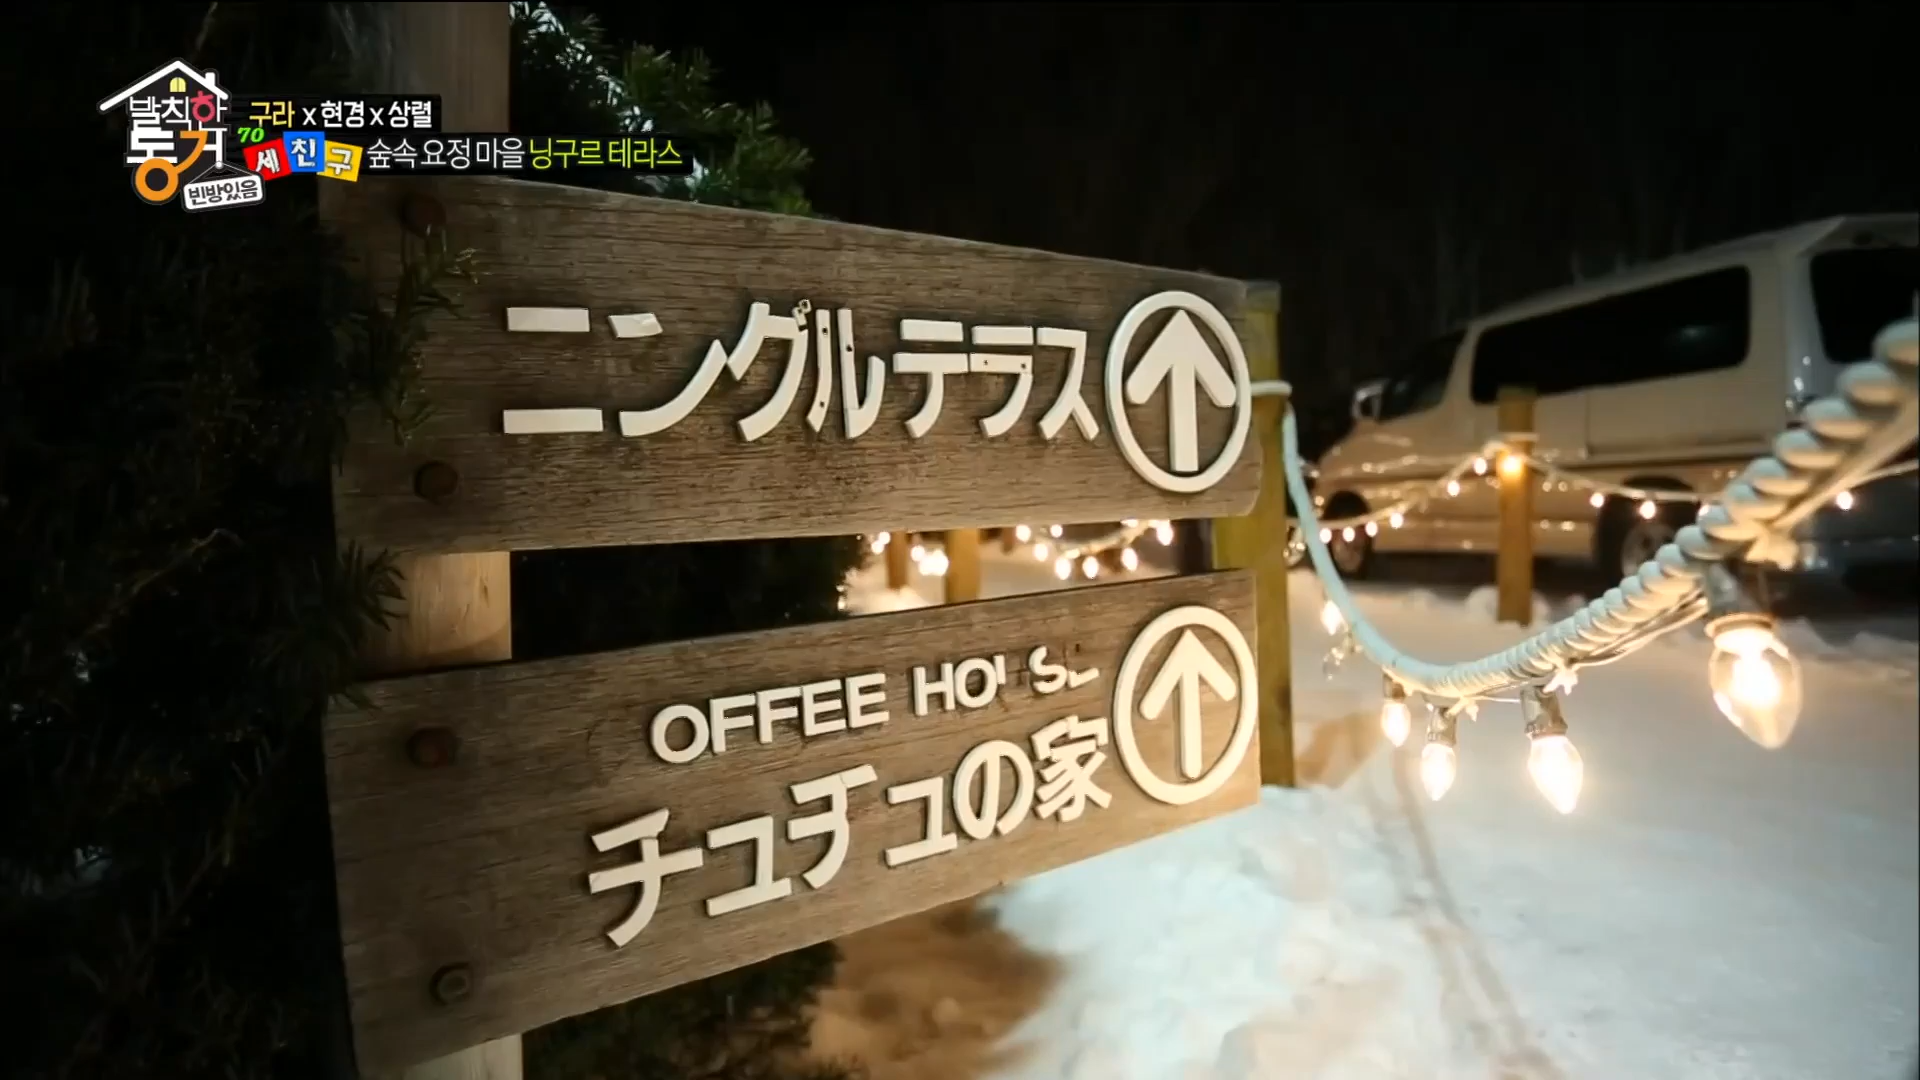 발칙한
동거
빈방있음
구라 x 현경 x 상렬
70
세친구 숲속 요정 마을 닝구르 테라스
ニングルテラス
OFFEE HO
チュチュの家